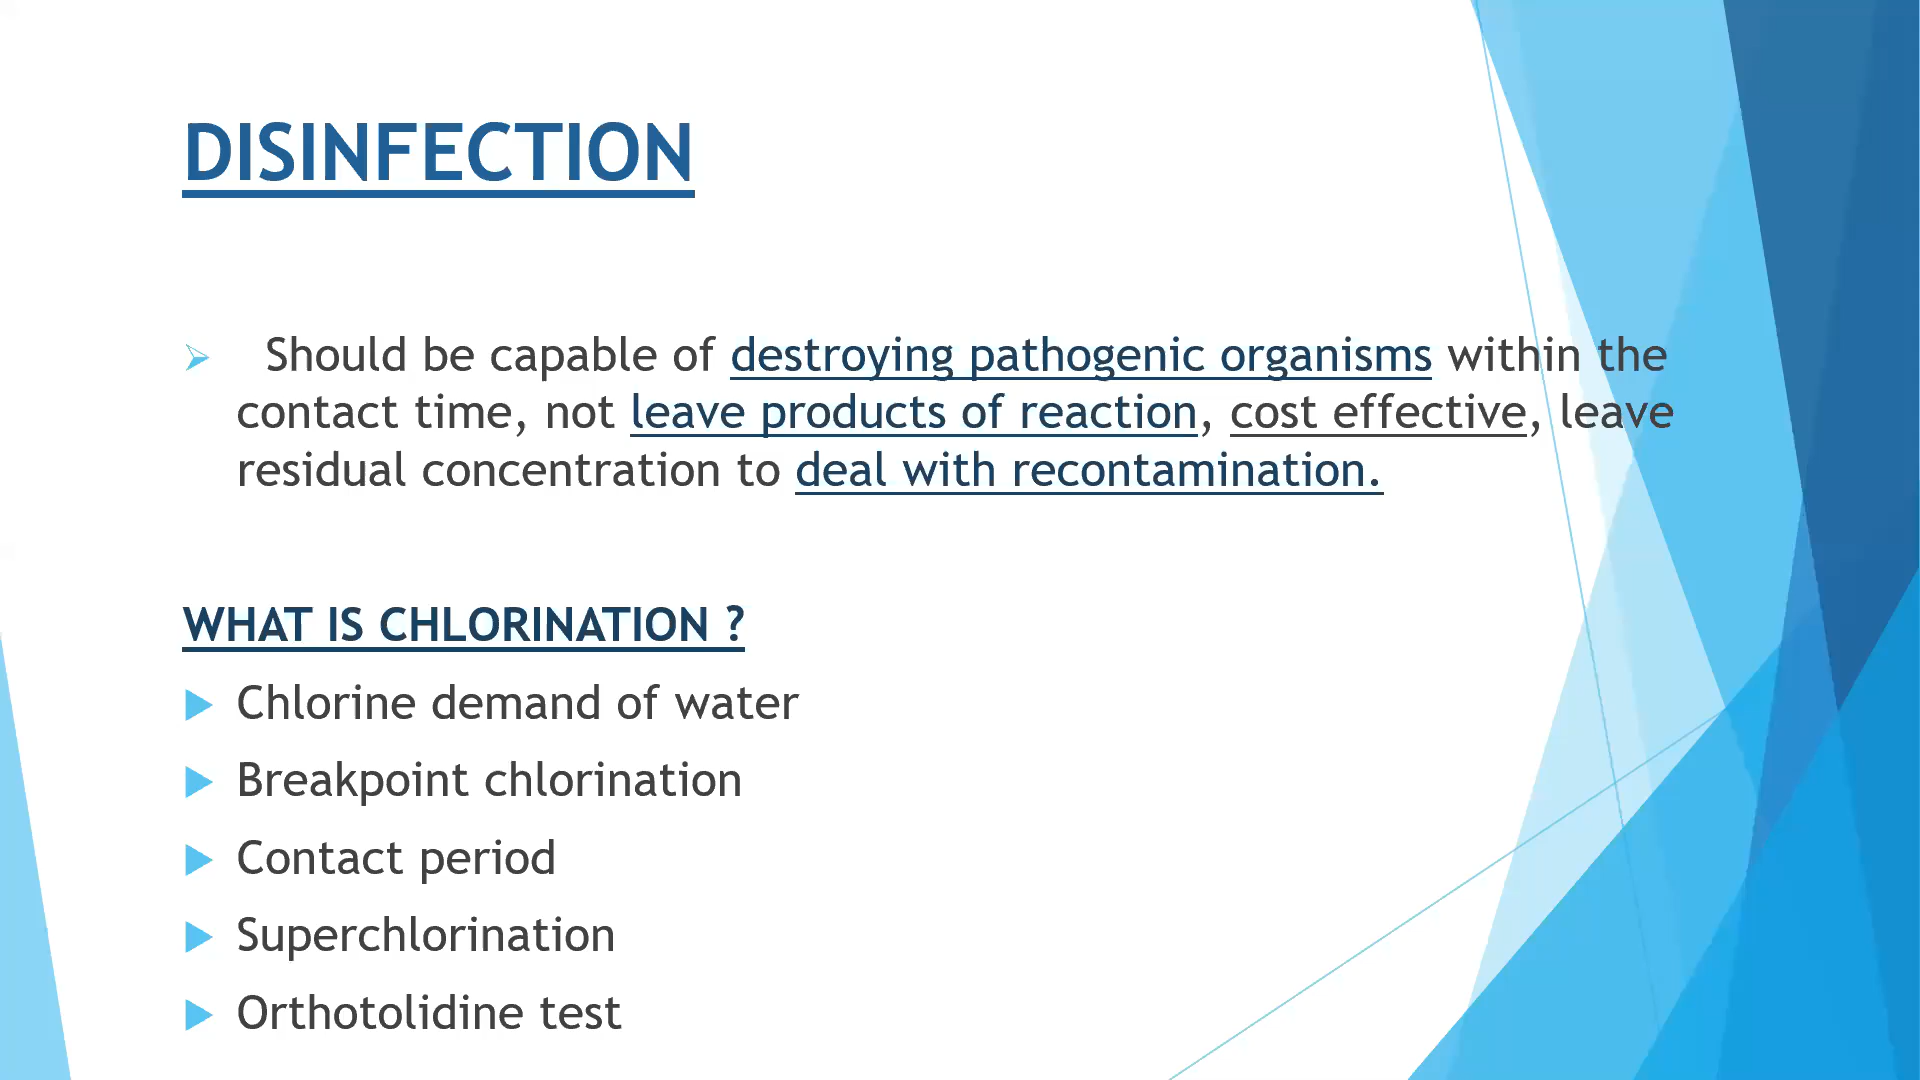 DISINFECTION
Should be capable of destroying pathogenic organisms within the
contact time, not leave products of reaction, cost effective, leave
residual concentration to deal with recontamination.
WHAT IS CHLORINATION ?
Chlorine demand of water
Breakpoint chlorination
Contact period
Superchlorination
Orthotolidine test